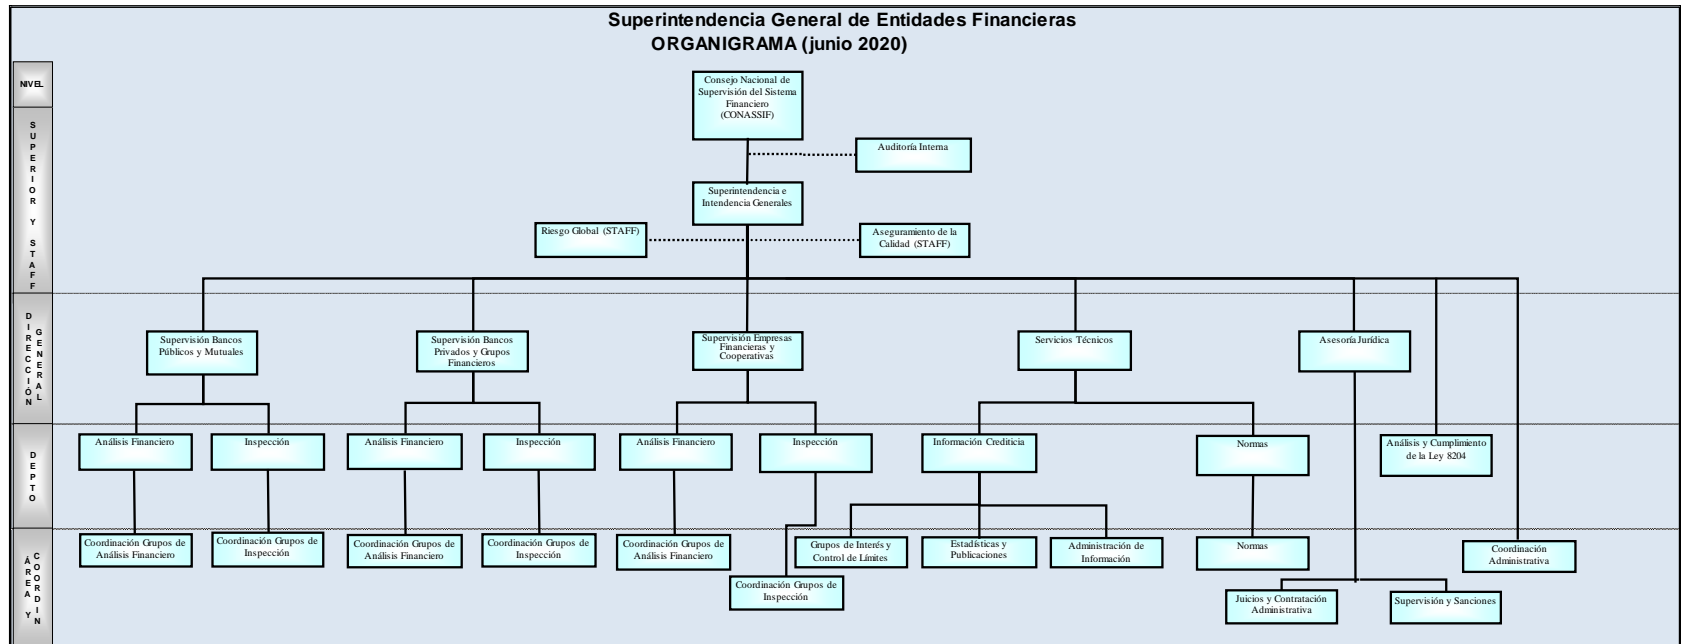 Superintendencia General de Entidades Financieras
ORGANIGRAMA (junio 2020)
NIVEL
SUPERIOR Y STAFF
Consejo Nacional de
Supervisión del Sistema
Financiero
(CONASSIF)
Auditoría Interna
Superintendencia e
Intendencia Generales
Riesgo Global (STAFF)
Aseguramiento de la
Calidad (STAFF)
DIRECCIÓN
GENERAL
Supervisión Bancos
Públicos y Mutuales
Supervisión Bancos
Privados y Grupos
Financieros
Supervisión Empresas
Financieras y
Cooperativas
Servicios Técnicos
Asesoría Jurídica
DEPTO
Análisis Financiero
Inspección
Análisis Financiero
Inspección
Análisis Financiero
Inspección
Información Crediticia
Normas
Análisis y Cumplimiento
de la Ley 8204
ÁREA Y
COORDIN
Coordinación Grupos de
Análisis Financiero
Coordinación Grupos de
Inspección
Coordinación Grupos de
Análisis Financiero
Coordinación Grupos de
Inspección
Coordinación Grupos de
Análisis Financiero
Coordinación Grupos de
Inspección
Grupos de Interés y
Control de Límites
Estadísticas y
Publicaciones
Administración de
Información
Normas
Coordinación
Administrativa
Juicios y Contratación
Administrativa
Supervisión y Sanciones